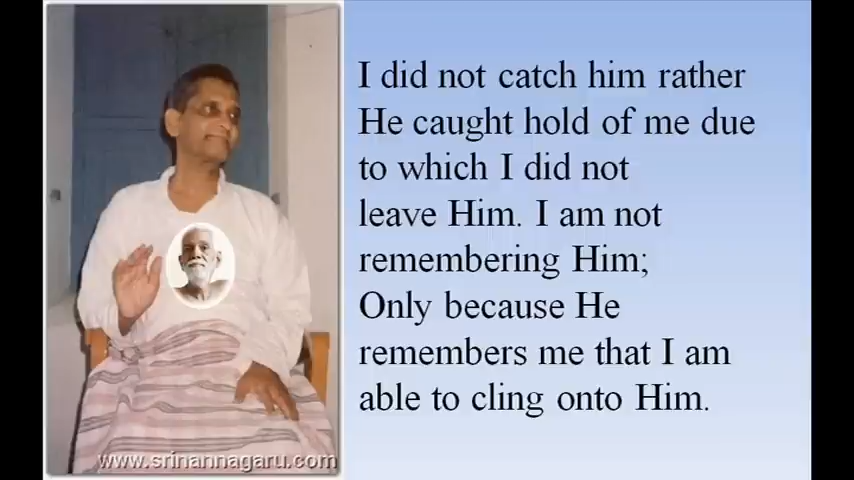 I did not catch him rather
He caught hold of me due
to which I did not
leave Him. I am not
remembering Him;
Only because He
remembers me that I am
able to cling onto Him.
www.srinannagaru.com